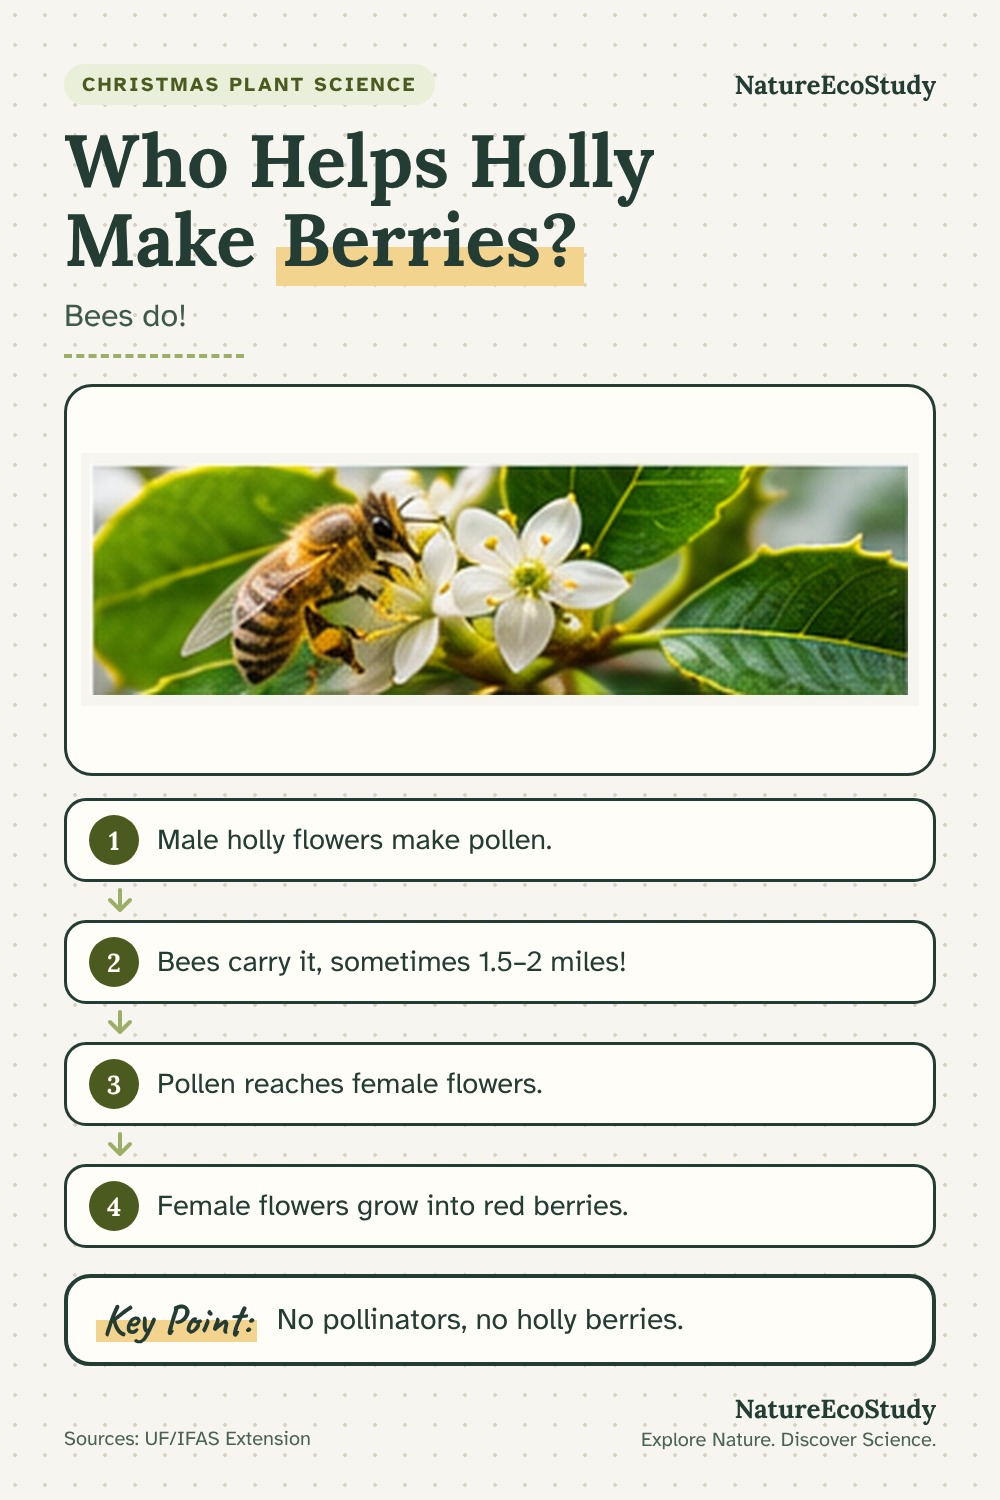 CHRISTMAS PLANT SCIENCE
NatureEcoStudy
Who Helps Holly
Make Berries?
Bees do!
1 Male holly flowers make pollen.
2 Bees carry it, sometimes 1.5–2 miles!
3 Pollen reaches female flowers.
4 Female flowers grow into red berries.
Key Point: No pollinators, no holly berries.
NatureEcoStudy
Sources: UF/IFAS Extension
Explore Nature. Discover Science.